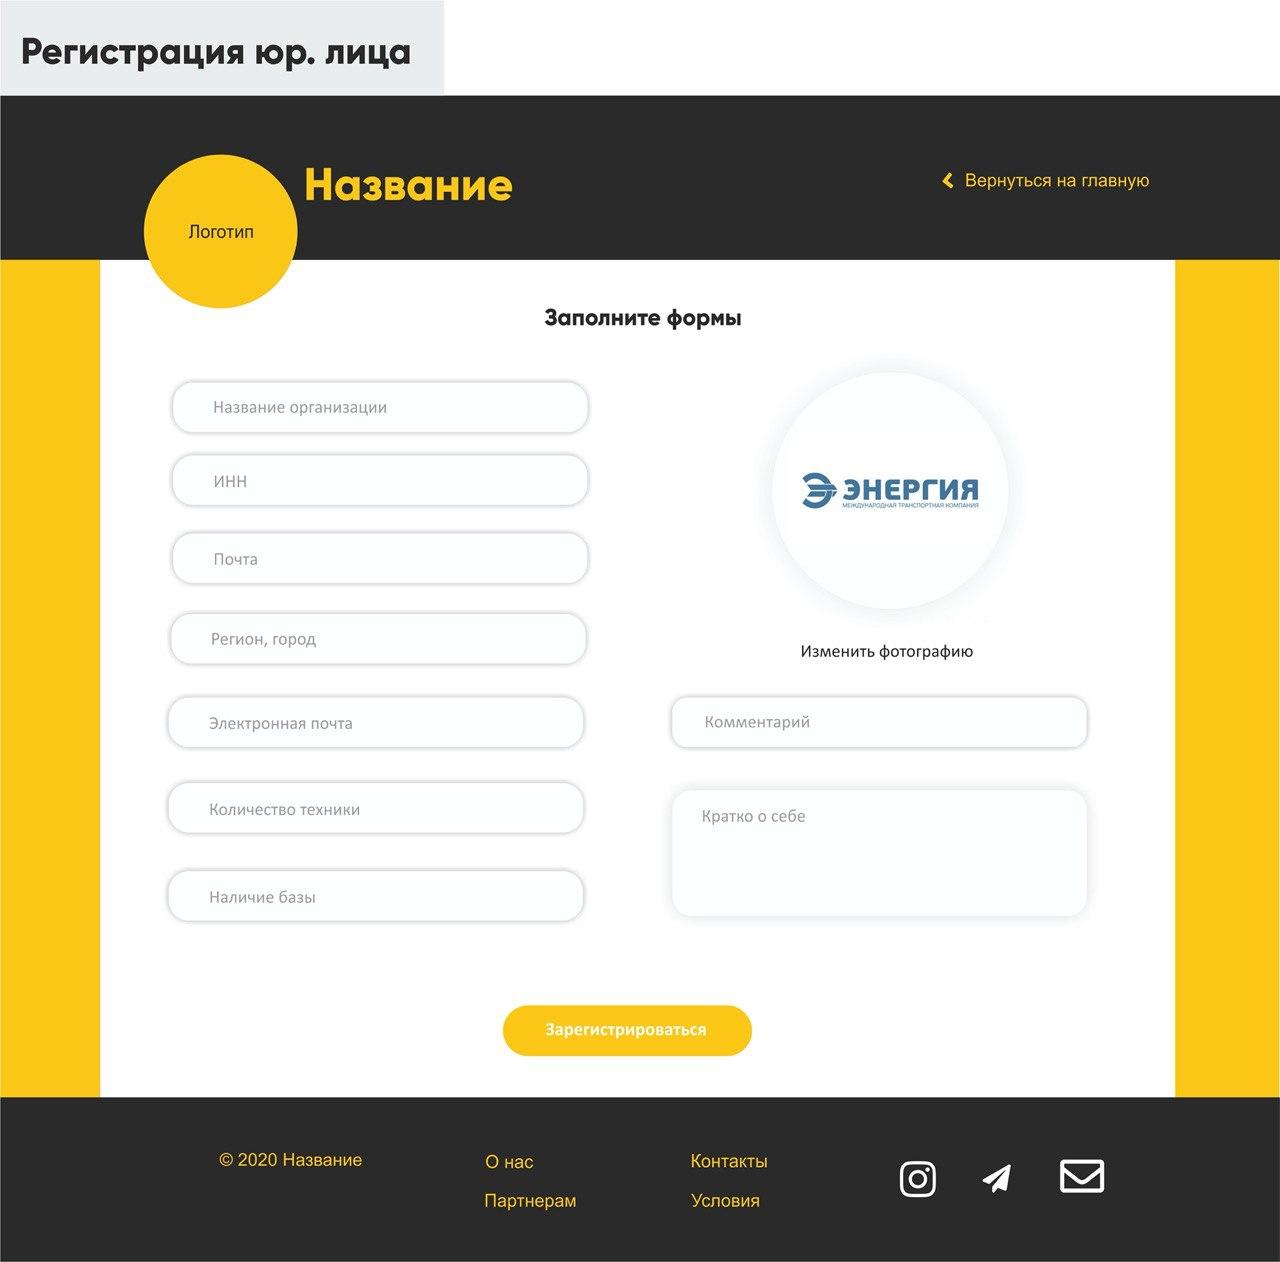 Регистрация юр. лица
Логотип
Название
Вернуться на главную
Заполните формы
Название организации
ИНН
Почта
Регион, город
Электронная почта
Количество техники
Наличие базы
ЭНЕРГИЯ
МЕЖДУНАРОДНАЯ ТРАНСПОРТНАЯ КОМПАНИЯ
Изменить фотографию
Комментарий
Кратко о себе
Зарегистрироваться
© 2020 Название
О нас
Партнерам
Контакты
Условия